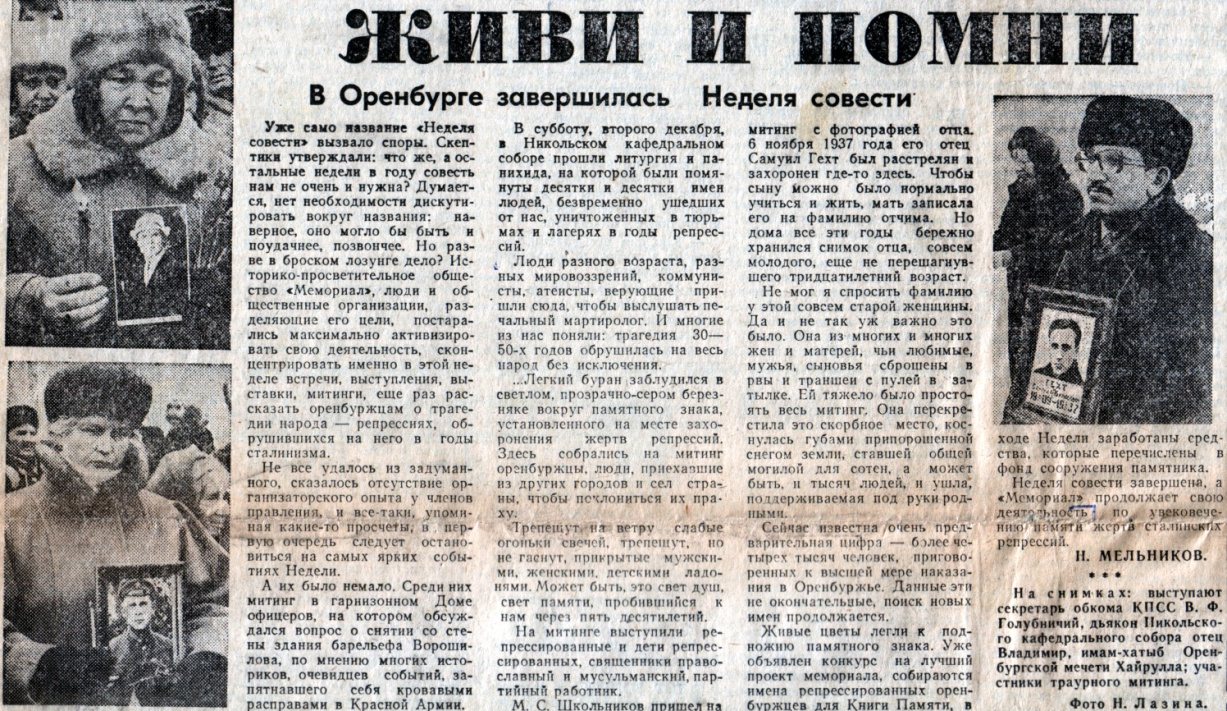 ЖИВИ И ПОМНИ
В Оренбурге завершилась Неделя совести
Уже само название «Неделя
совести» вызвало споры. Скеп-
тики утверждали: что же, а ос-
тальные недели в году совесть
нам не очень и нужна? Думает-
ся, нет необходимости дискути-
ровать вокруг названия: на-
верное, оно могло бы быть и
поудачнее, позвонче. Но раз-
ве в броском лозунге дело? Ис-
торико-просветительное обще-
ство «Мемориал», люди и об-
щественные организации, раз-
деляющие его цели, постара-
лись максимально активизиро-
вать свою деятельность, скон-
центрировать именно в этой не-
деле встречи, выступления, вы-
ставки, митинги, еще раз рас-
сказать оренбуржцам о траге-
дии народа — репрессиях, об-
рушившихся на него в годы
сталинизма.
Не все удалось из задуман-
ного, сказалось отсутствие ор-
ганизаторского опыта у членов
правления, и все-таки, упоми-
ная какие-то просчеты, в пер-
вую очередь следует остано-
виться на самых ярких собы-
тиях Недели.
А их было немало. Среди них
митинг в гарнизонном Доме
офицеров, на котором обсуж-
дался вопрос о снятии со сте-
ны здания барельефа Вороши-
лова, по мнению многих исто-
риков, очевидцев событий, за-
пятнавшего себя кровавыми
расправами в Красной Армии.
В субботу, второго декабря,
в Никольском кафедральном
соборе прошли литургия и па-
нихида, на которой были помя-
нуты десятки и десятки имен
людей, безвременно ушедших
от нас, уничтоженных в тюрь-
мах и лагерях в годы репрес-
сий.
Люди разного возраста, раз-
ных мировоззрений, коммуни-
сты, атеисты, верующие при-
шли сюда, чтобы выслушать пе-
чальный мартиролог. И многие
из нас поняли: трагедия 30—
50-х годов обрушилась на весь
народ без исключения.
...Легкий буран заблудился в
светлом, прозрачно-сером берез-
няке вокруг памятного знака,
установленного на месте захо-
ронения жертв репрессий.
Здесь собрались на митинг
оренбуржцы, люди, приехавшие
из других городов и сел стра-
ны, чтобы поклониться их пра-
ху.
Трепещут на ветру слабые
огоньки свечей, трепещут, но
не гаснут, прикрытые мужски-
ми, женскими, детскими ладо-
нями. Может быть, это свет душ,
свет памяти, пробившийся к
нам через пять десятилетий.
На митинге выступили ре-
прессированные и дети репрес-
сированных, священники право-
славный и мусульманский, пар-
тийный работник.
М. С. Школьников пришел на
митинг с фотографией отца.
6 ноября 1937 года его отец
Самуил Гехт был расстрелян и
захоронен где-то здесь. Чтобы
сыну можно было нормально
учиться и жить, мать записала
его на фамилию отчима. Но
дома все эти годы бережно
хранился снимок отца, совсем
молодого, еще не перешагнув-
шего тридцатилетний возраст.
Не мог я спросить фамилию
у этой совсем старой женщины.
Да и не так уж важно это
было. Она из многих и многих
жен и матерей, чьи любимые,
мужья, сыновья сброшены в
рвы и траншеи с пулей в за-
тылке. Ей тяжело было просто-
ять весь митинг. Она перекре-
стила это скорбное место, кос-
нулась губами припорошенной
снегом земли, ставшей общей
могилой для сотен, а может
быть, и тысяч людей, и ушла,
поддерживаемая под руки род-
ными.
Сейчас известна очень пред-
варительная цифра — более че-
тырех тысяч человек, пригово-
ренных к высшей мере наказа-
ния в Оренбуржье. Данные эти
не окончательные, поиск новых
имен продолжается.
Живые цветы легли к под-
ножию памятного знака. Уже
объявлен конкурс на лучший
проект мемориала, собираются
имена репрессированных орен-
буржцев для Книги Памяти, в
ГЕХТ
ходе Недели заработаны сред-
ства, которые перечислены в
фонд сооружения памятника.
Неделя совести завершена, а
«Мемориал» продолжает свою
деятельность по увековече-
нию памяти жертв сталинских
репрессий.
Н. МЕЛЬНИКОВ.
* * *
На снимках: выступают
секретарь обкома КПСС В. Ф.
Голубничий, дьякон Никольско-
го кафедрального собора отец
Владимир, имам-хатыб Орен-
бургской мечети Хайрулла; уча-
стники траурного митинга.
Фото Н. Лазина.